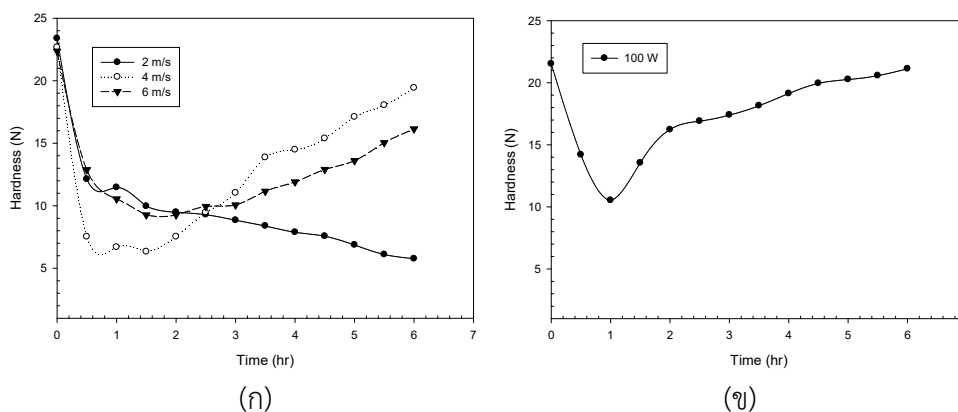 25
20
15
10
5
Hardness (N)
2 m/s
4 m/s
6 m/s
0 1 2 3 4 5 6 7
Time (hr)
(ก)
25
20
15
10
5
Hardness (N)
100 W
0 1 2 3 4 5 6
Time (hr)
(ข)